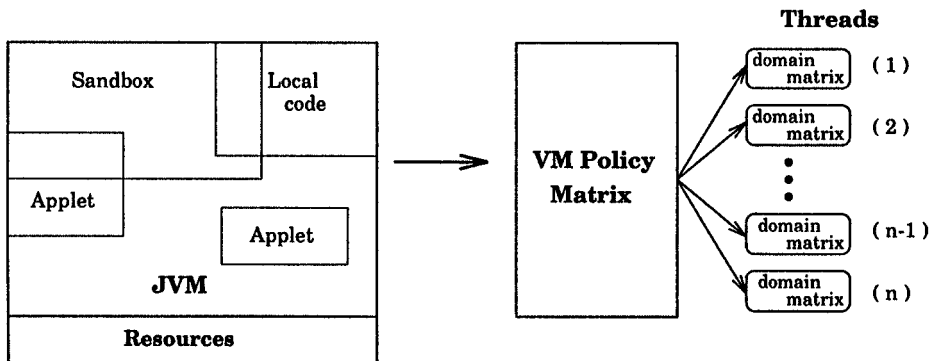 Sandbox
Local
code
Applet
Applet
JVM
Resources
VM Policy
Matrix
Threads
domain
matrix
(1)
domain
matrix
(2)
domain
matrix
(n-1)
domain
matrix
(n)